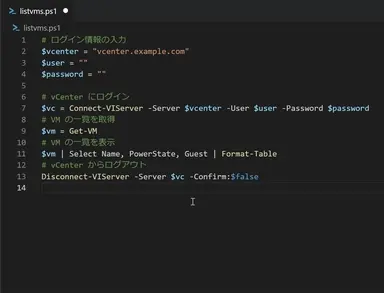 listvms.ps1
listvms.ps1
1 # ログイン情報の入力
2 $vcenter = "vcenter.example.com"
3 $user = ""
4 $password = ""
5
6 # vCenter にログイン
7 $vc = Connect-VIServer -Server $vcenter -User $user -Password $password
8 # VM の一覧を取得
9 $vm = Get-VM
10 # VM の一覧を表示
11 $vm | Select Name, PowerState, Guest | Format-Table
12 # vCenter からログアウト
13 Disconnect-VIServer -Server $vc -Confirm:$false
14